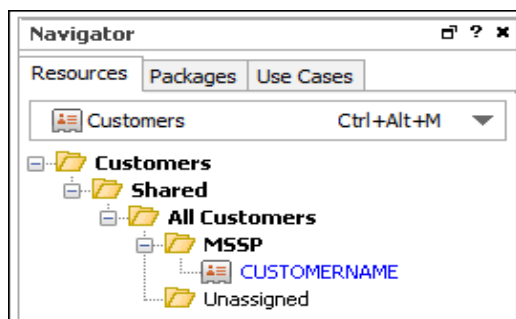 Navigator ?
Resources Packages Use Cases
Customers Ctrl+Alt+M
Customers
Shared
All Customers
MSSP
CUSTOMERNAME
Unassigned